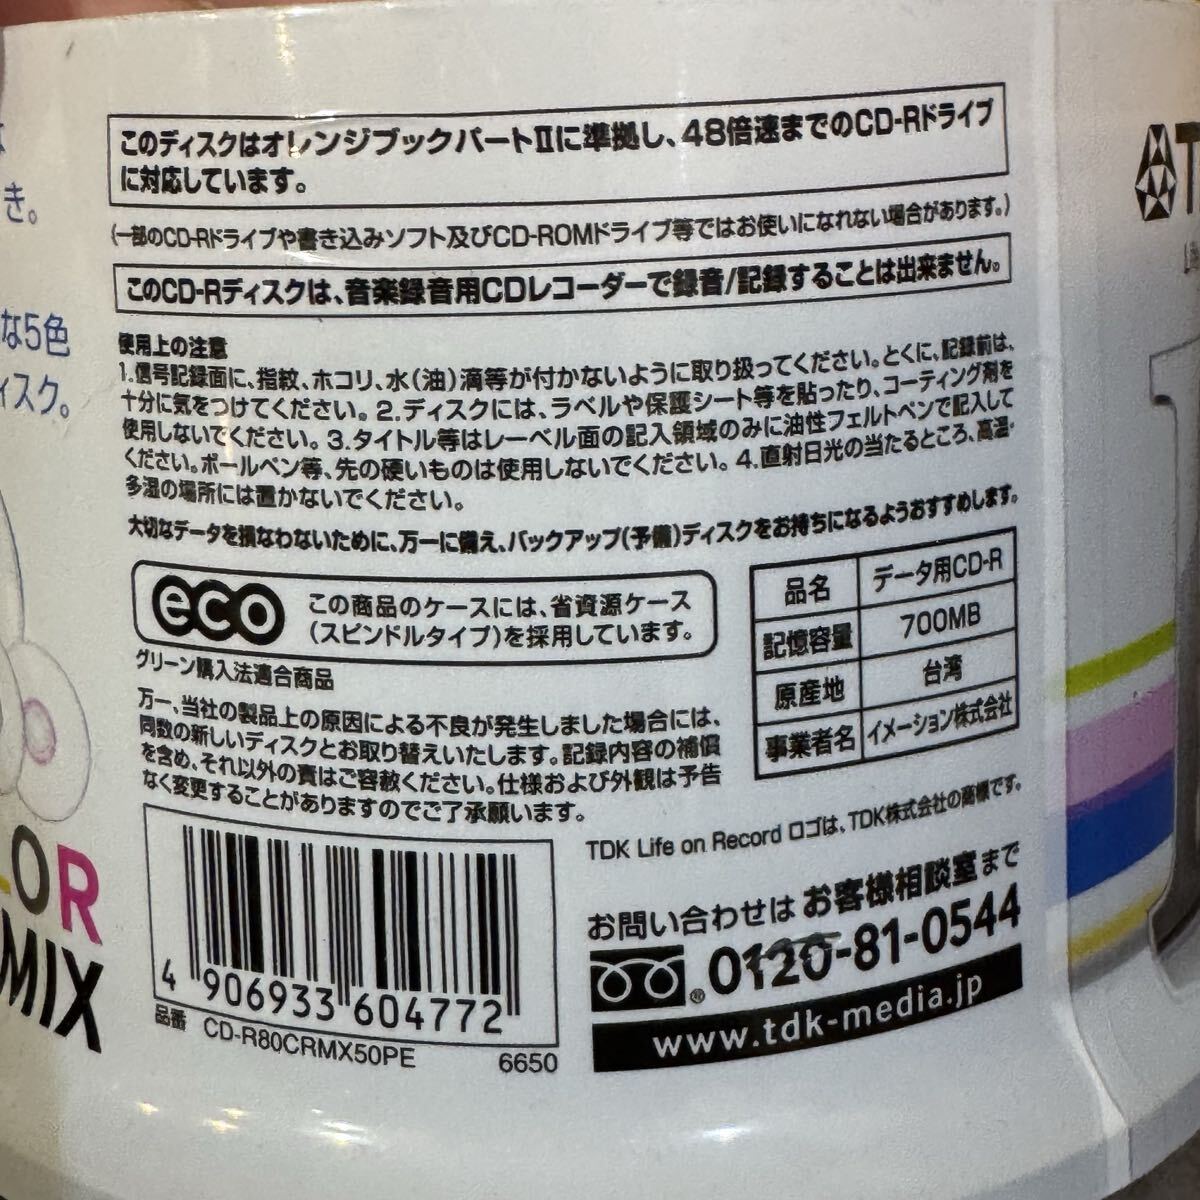 き。
な5色
ィスク。
LOR
MIX
このディスクはオレンジブックパートIIに準拠し、48倍速までのCD-Rドライブ
に対応しています。
(一部のCD-Rドライブや書き込みソフト及びCD-ROMドライブ等ではお使いになれない場合があります。)
このCD-Rディスクは、音楽録音用CDレコーダーで録音/記録することは出来ません。
使用上の注意
1.信号記録面に、指紋、ホコリ、水(油)滴等が付かないように取り扱ってください。とくに、記録前は、
十分に気をつけてください。2.ディスクには、ラベルや保護シート等を貼ったり、コーティング剤を
使用しないでください。3.タイトル等はレーベル面の記入領域のみに油性フェルトペンで記入して
ください。ボールペン等、先の硬いものは使用しないでください。4.直射日光の当たるところ、高温・
多湿の場所には置かないでください。
大切なデータを損なわないために、万一に備え、バックアップ(予備)ディスクをお持ちになるようおすすめします。
eco
この商品のケースには、省資源ケース
(スピンドルタイプ)を採用しています。
グリーン購入法適合商品
万一、当社の製品上の原因による不良が発生しました場合には、
同数の新しいディスクとお取り替えいたします。記録内容の補償
を含め、それ以外の責はご容赦ください。仕様および外観は予告
なく変更することがありますのでご了承願います。
品名 データ用CD-R
記憶容量 700MB
原産地 台湾
事業者名 イメーション株式会社
TDK Life on Record ロゴは、TDK株式会社の商標です。
お問い合わせは お客様相談室まで
0120-81-0544
www.tdk-media.jp
4 906933 604772
品番 CD-R80CRMX50PE 6650